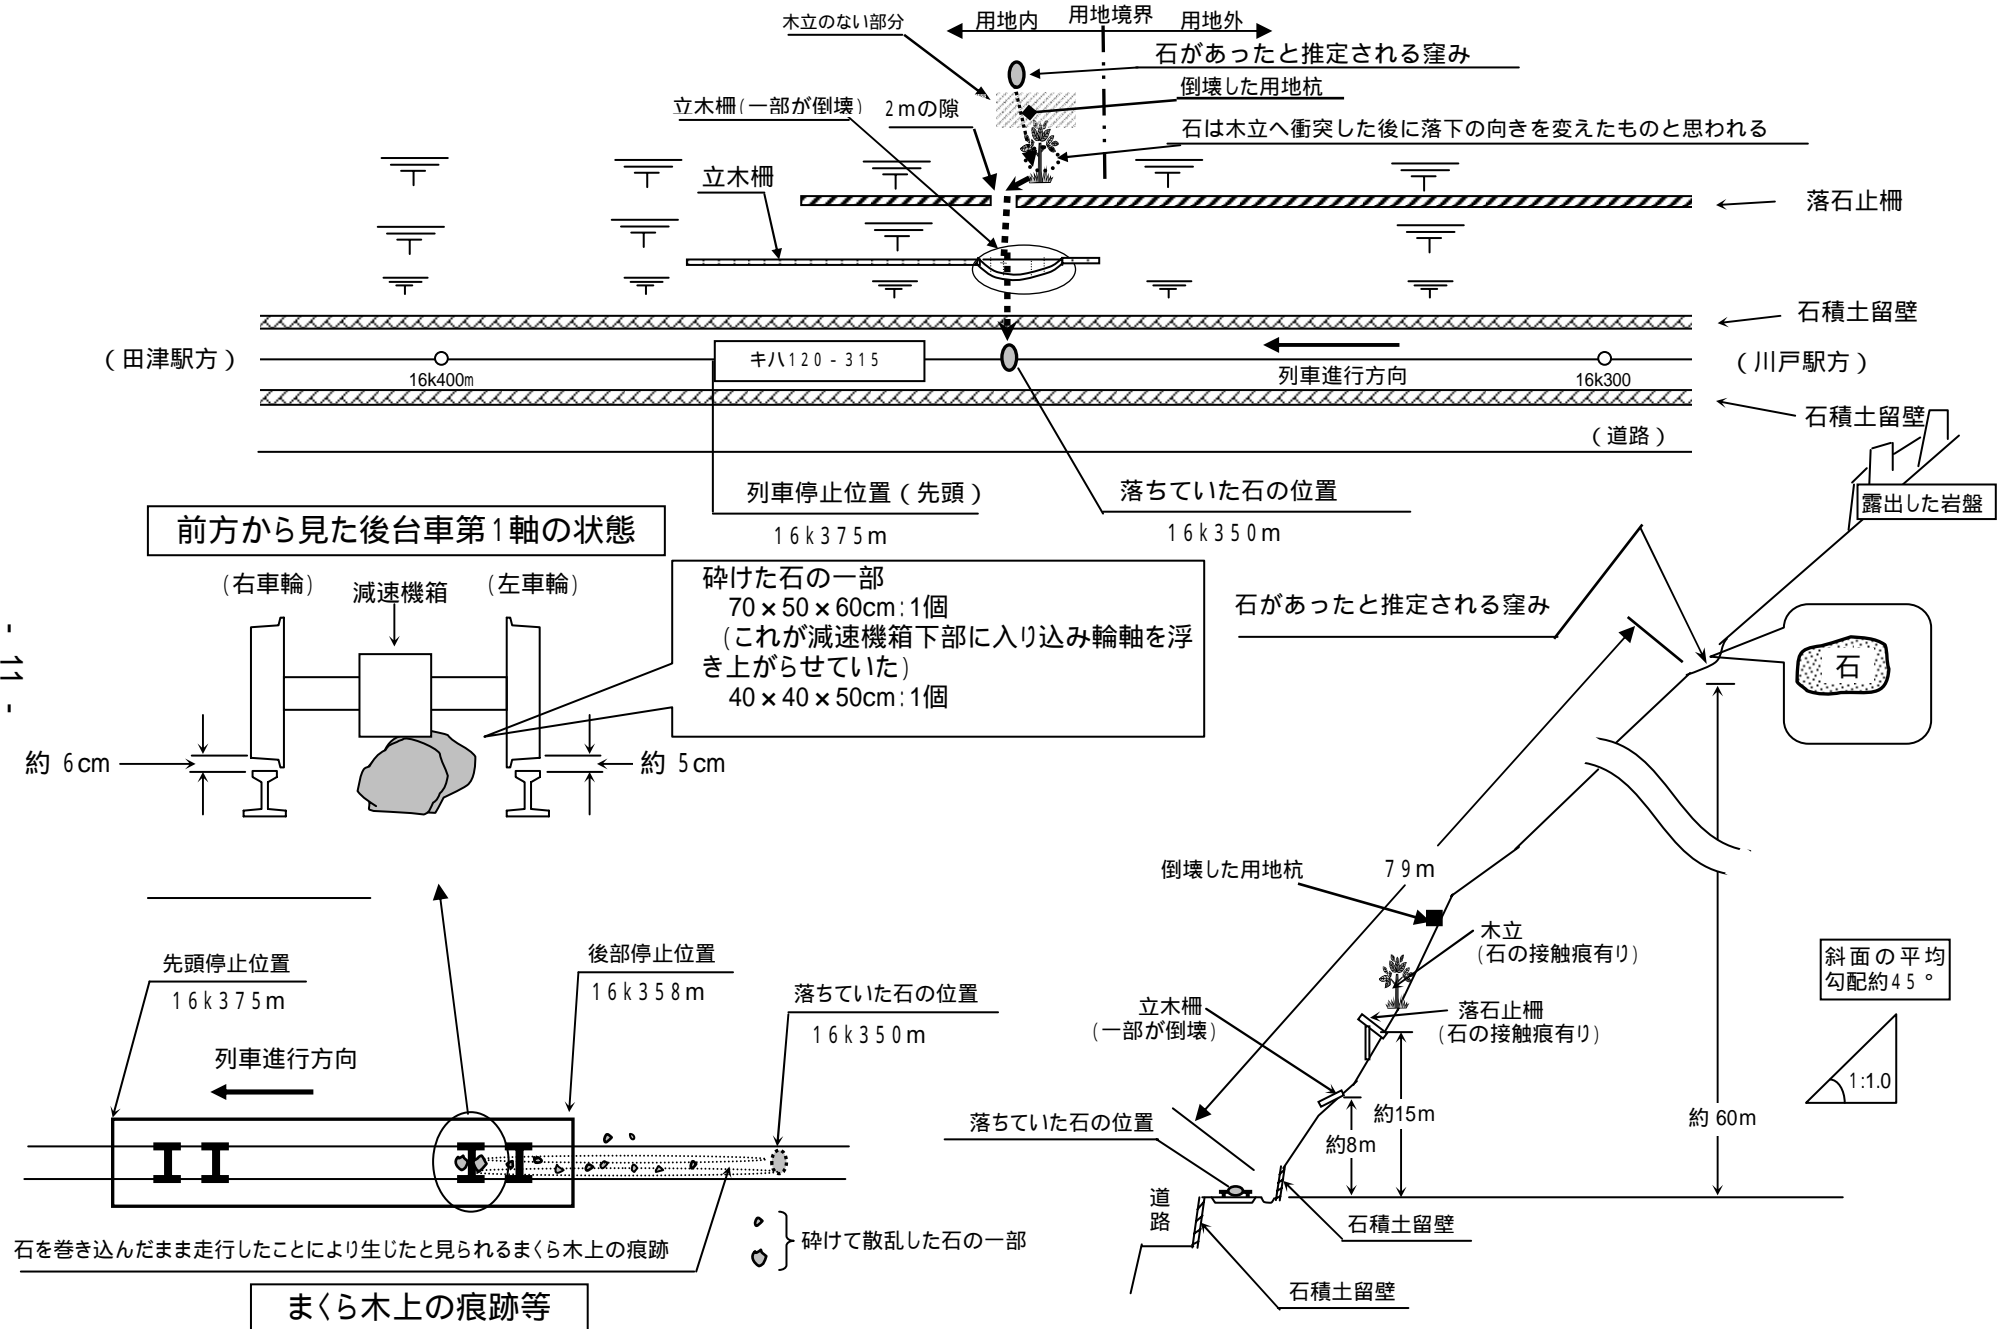 木立のない部分
用地内
用地境界
用地外
石があったと推定される窪み
倒壊した用地杭
立木柵(一部が倒壊)
2mの隙
石は木立へ衝突した後に落下の向きを変えたものと思われる
立木柵
落石止柵
石積土留壁
(田津駅方)
16k400m
キハ120-315
列車進行方向
16k300
(川戸駅方)
石積土留壁
(道路)
列車停止位置(先頭)
16k375m
落ちていた石の位置
16k350m
露出した岩盤
前方から見た後台車第1軸の状態
(右車輪)
減速機箱
(左車輪)
約 6cm
約 5cm
砕けた石の一部
70×50×60cm:1個
(これが減速機箱下部に入り込み輪軸を浮
き上がらせていた)
40×40×50cm:1個
- 11 -
石があったと推定される窪み
石
79m
倒壊した用地杭
木立
(石の接触痕有り)
落石止柵
(石の接触痕有り)
立木柵
(一部が倒壊)
約15m
約8m
約 60m
斜面の平均
勾配約45°
1:1.0
落ちていた石の位置
道路
石積土留壁
石積土留壁
先頭停止位置
16k375m
後部停止位置
16k358m
落ちていた石の位置
16k350m
列車進行方向
石を巻き込んだまま走行したことにより生じたと見られるまくら木上の痕跡
砕けて散乱した石の一部
まくら木上の痕跡等